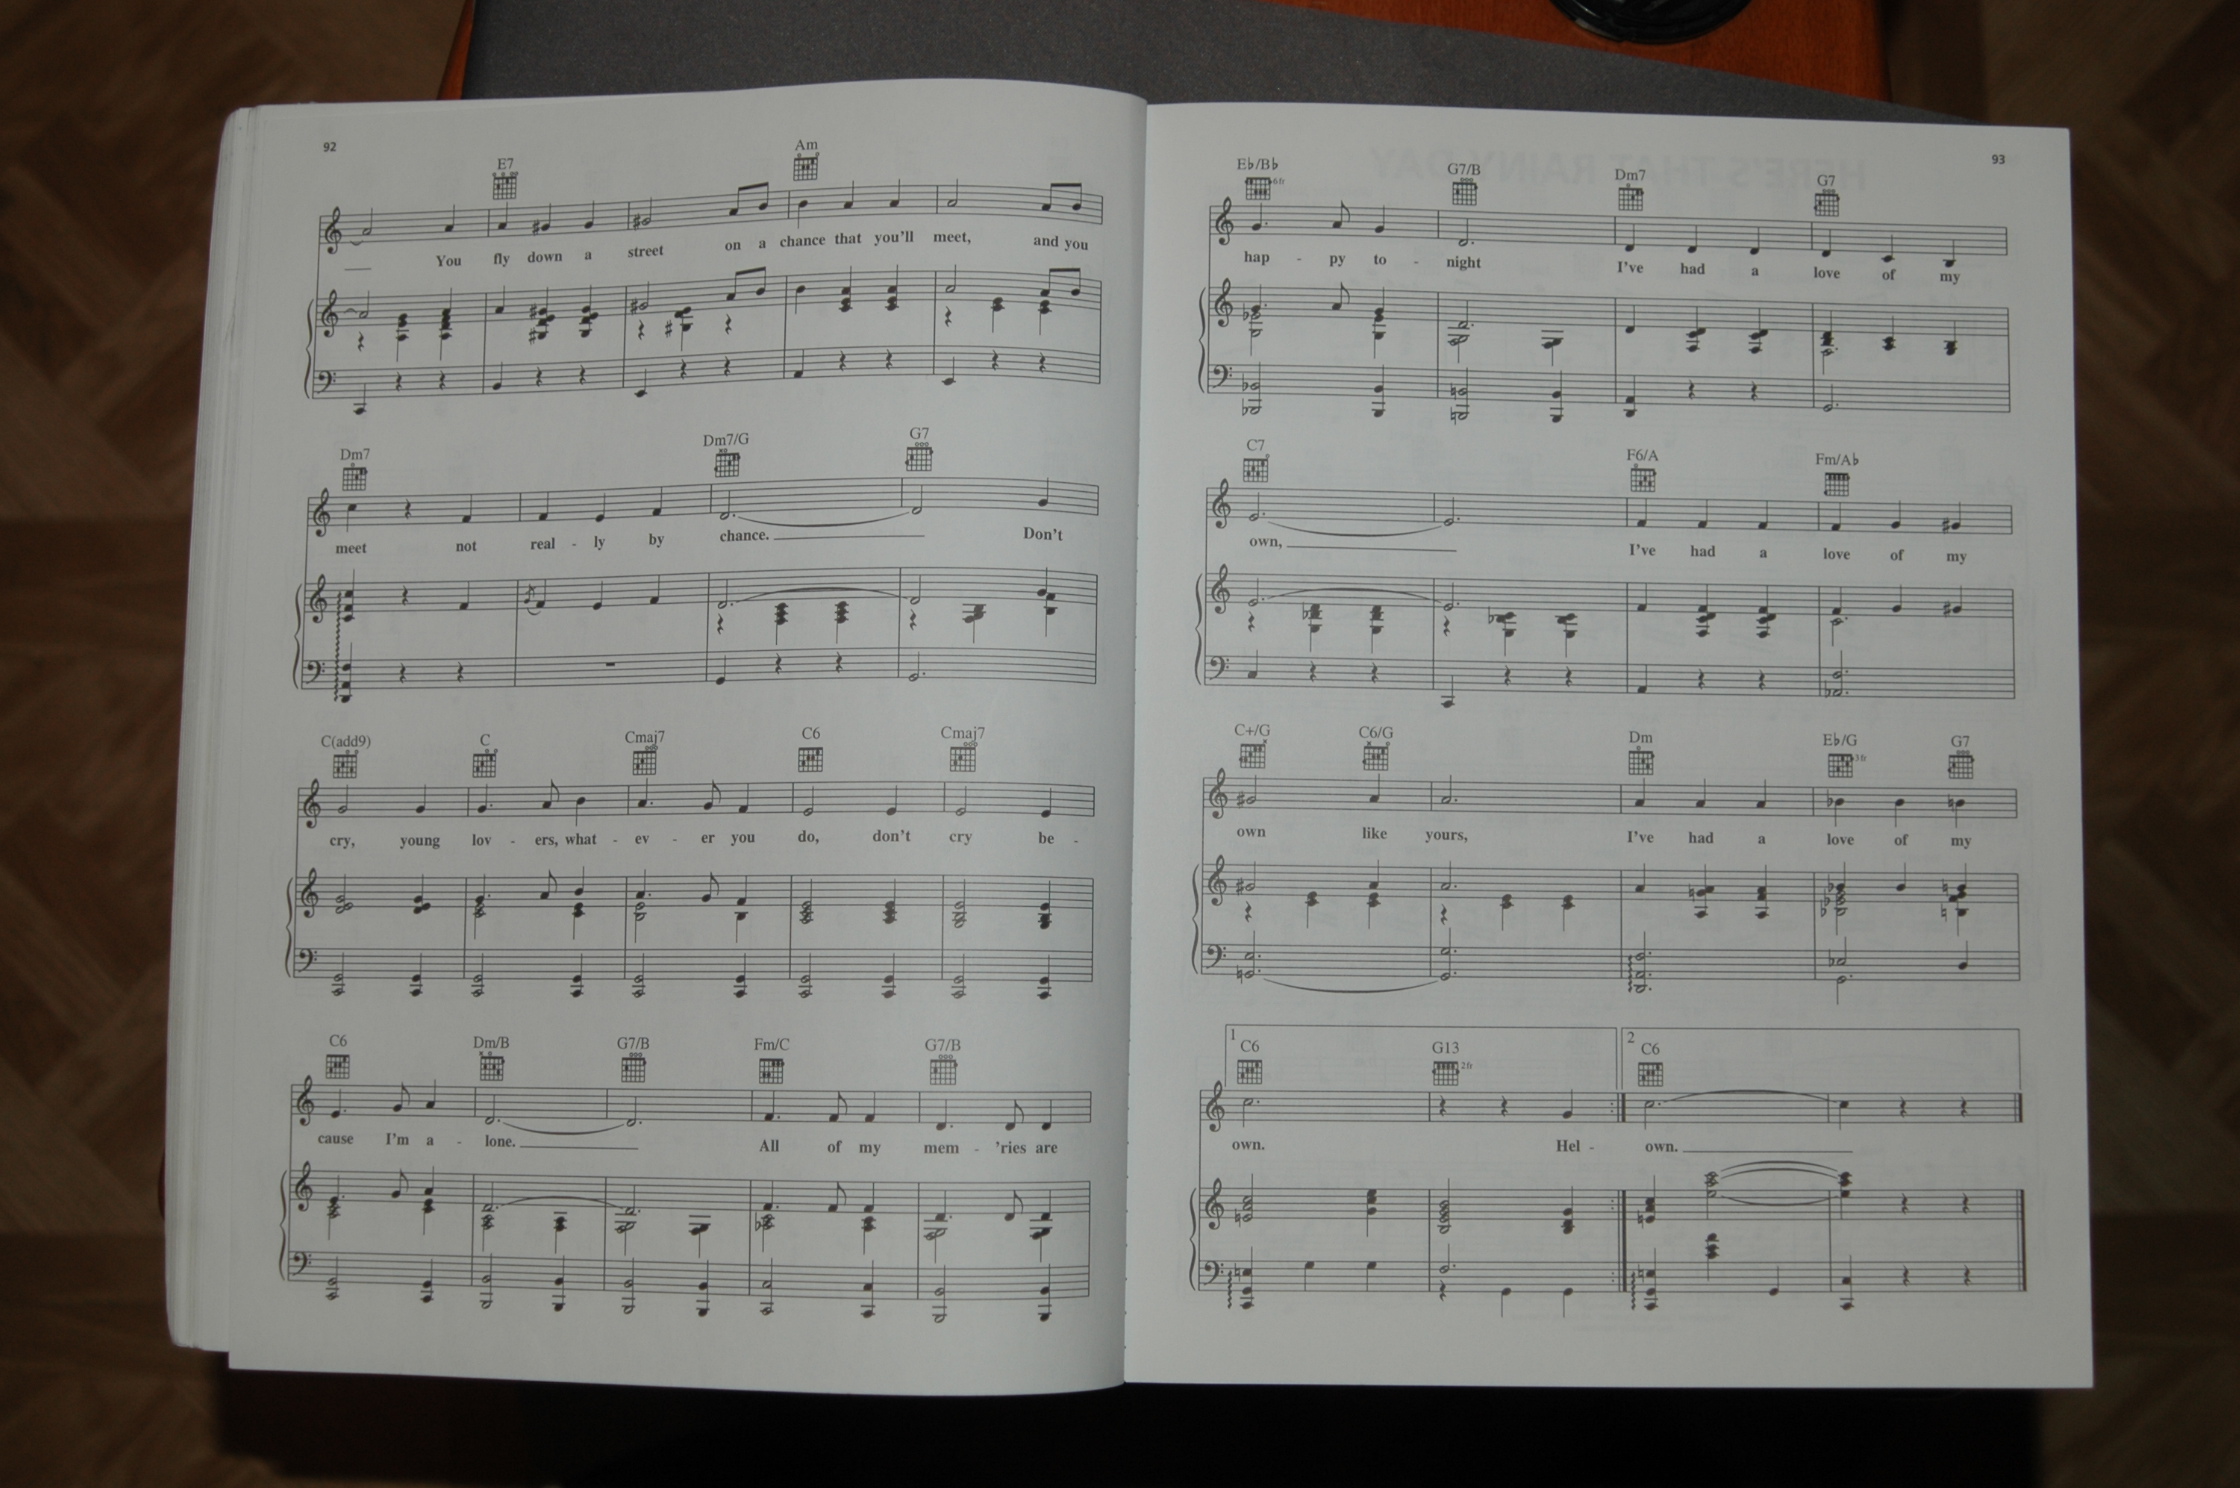 92
E7 Am
You fly down a street on a chance that you'll meet, and you
Dm7 Dm7/G G7
meet not real - ly by chance. Don't
C(add9) C Cmaj7 C6 Cmaj7
cry, young lov - ers, what - ev - er you do, don't cry be -
C6 Dm/B G7/B Fm/C G7/B
cause I'm a - lone. All of my mem - 'ries are
93
HERE'S THAT RAINY DAY
E♭/B♭ G7/B Dm7 G7
6fr
hap - py to - night I've had a love of my
C7 F6/A Fm/A♭
own, I've had a love of my
C+/G C6/G Dm E♭/G G7
3fr
own like yours, I've had a love of my
1 2
C6 G13 C6
2fr
own. Hel - own.